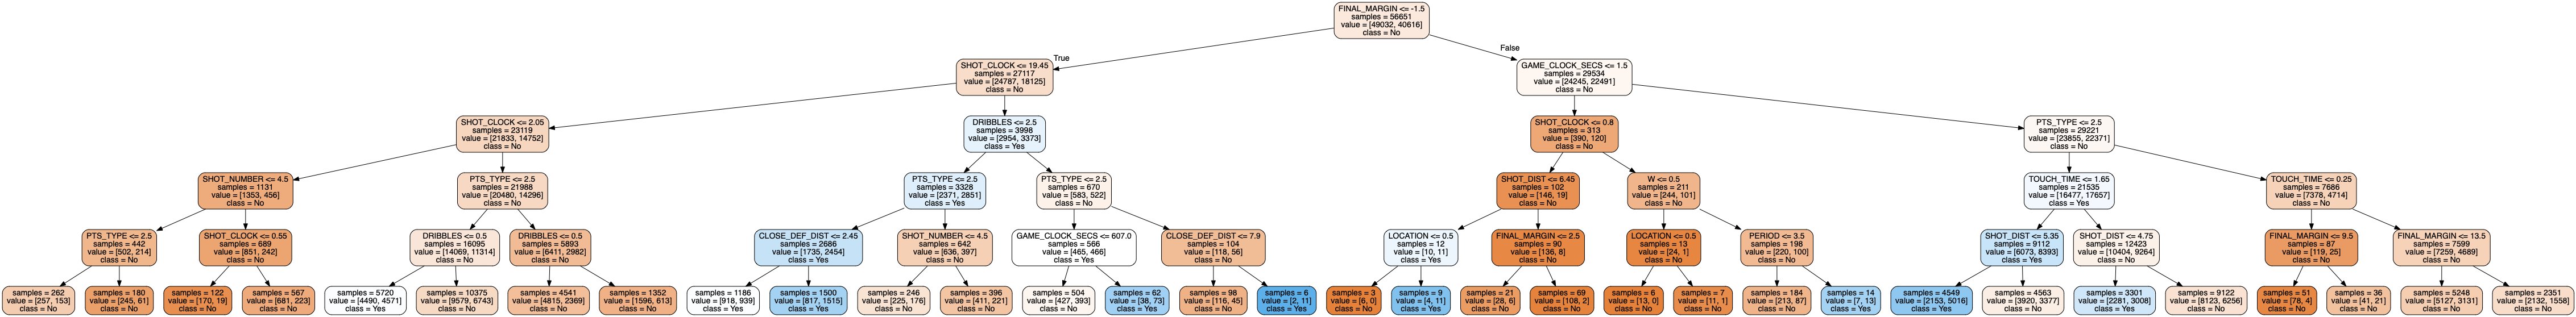 FINAL_MARGIN <= -1.5
samples = 56651
value = [49032, 40616]
class = No
True
False
SHOT_CLOCK <= 19.45
samples = 27117
value = [24787, 18125]
class = No
GAME_CLOCK_SECS <= 1.5
samples = 29534
value = [24245, 22491]
class = No
SHOT_CLOCK <= 2.05
samples = 23119
value = [21833, 14752]
class = No
DRIBBLES <= 2.5
samples = 3998
value = [2954, 3373]
class = Yes
SHOT_CLOCK <= 0.8
samples = 313
value = [390, 120]
class = No
PTS_TYPE <= 2.5
samples = 29221
value = [23855, 22371]
class = No
SHOT_NUMBER <= 4.5
samples = 1131
value = [1353, 456]
class = No
PTS_TYPE <= 2.5
samples = 21988
value = [20480, 14296]
class = No
PTS_TYPE <= 2.5
samples = 3328
value = [2371, 2851]
class = Yes
PTS_TYPE <= 2.5
samples = 670
value = [583, 522]
class = No
SHOT_DIST <= 6.45
samples = 102
value = [146, 19]
class = No
W <= 0.5
samples = 211
value = [244, 101]
class = No
TOUCH_TIME <= 1.65
samples = 21535
value = [16477, 17657]
class = Yes
TOUCH_TIME <= 0.25
samples = 7686
value = [7378, 4714]
class = No
PTS_TYPE <= 2.5
samples = 442
value = [502, 214]
class = No
SHOT_CLOCK <= 0.55
samples = 689
value = [851, 242]
class = No
DRIBBLES <= 0.5
samples = 16095
value = [14069, 11314]
class = No
DRIBBLES <= 0.5
samples = 5893
value = [6411, 2982]
class = No
CLOSE_DEF_DIST <= 2.45
samples = 2686
value = [1735, 2454]
class = Yes
SHOT_NUMBER <= 4.5
samples = 642
value = [636, 397]
class = No
GAME_CLOCK_SECS <= 607.0
samples = 566
value = [465, 466]
class = Yes
CLOSE_DEF_DIST <= 7.9
samples = 104
value = [118, 56]
class = No
LOCATION <= 0.5
samples = 12
value = [10, 11]
class = Yes
FINAL_MARGIN <= 2.5
samples = 90
value = [136, 8]
class = No
LOCATION <= 0.5
samples = 13
value = [24, 1]
class = No
PERIOD <= 3.5
samples = 198
value = [220, 100]
class = No
SHOT_DIST <= 5.35
samples = 9112
value = [6073, 8393]
class = Yes
SHOT_DIST <= 4.75
samples = 12423
value = [10404, 9264]
class = No
FINAL_MARGIN <= 9.5
samples = 87
value = [119, 25]
class = No
FINAL_MARGIN <= 13.5
samples = 7599
value = [7259, 4689]
class = No
samples = 262
value = [257, 153]
class = No
samples = 180
value = [245, 61]
class = No
samples = 122
value = [170, 19]
class = No
samples = 567
value = [681, 223]
class = No
samples = 5720
value = [4490, 4571]
class = Yes
samples = 10375
value = [9579, 6743]
class = No
samples = 4541
value = [4815, 2369]
class = No
samples = 1352
value = [1596, 613]
class = No
samples = 1186
value = [918, 939]
class = Yes
samples = 1500
value = [817, 1515]
class = Yes
samples = 246
value = [225, 176]
class = No
samples = 396
value = [411, 221]
class = No
samples = 504
value = [427, 393]
class = No
samples = 62
value = [38, 73]
class = Yes
samples = 98
value = [116, 45]
class = No
samples = 6
value = [2, 11]
class = Yes
samples = 3
value = [6, 0]
class = No
samples = 9
value = [4, 11]
class = Yes
samples = 21
value = [28, 6]
class = No
samples = 69
value = [108, 2]
class = No
samples = 6
value = [13, 0]
class = No
samples = 7
value = [11, 1]
class = No
samples = 184
value = [213, 87]
class = No
samples = 14
value = [7, 13]
class = Yes
samples = 4549
value = [2153, 5016]
class = Yes
samples = 4563
value = [3920, 3377]
class = No
samples = 3301
value = [2281, 3008]
class = Yes
samples = 9122
value = [8123, 6256]
class = No
samples = 51
value = [78, 4]
class = No
samples = 36
value = [41, 21]
class = No
samples = 5248
value = [5127, 3131]
class = No
samples = 2351
value = [2132, 1558]
class = No